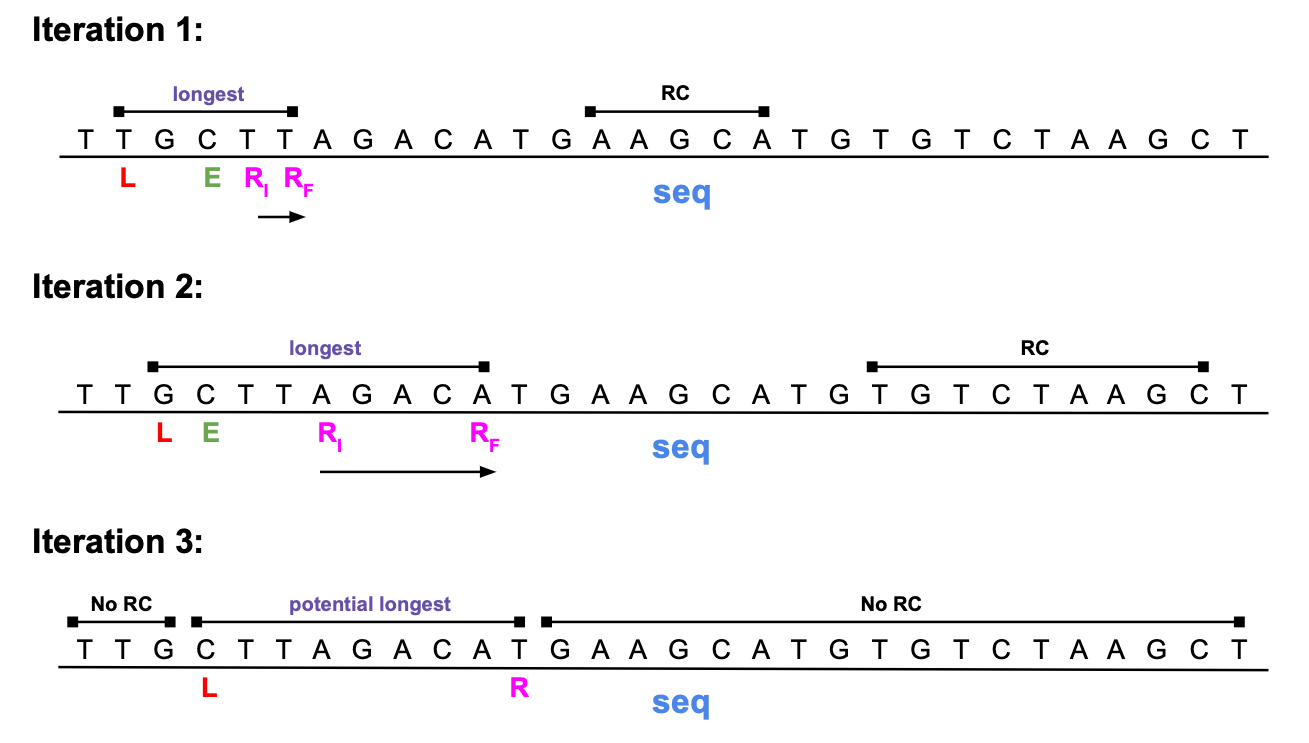 Iteration 1:
longest RC
T T G C T T A G A C A T G A A G C A T G T G T C T A A G C T
L E R_I R_F seq
Iteration 2:
longest RC
T T G C T T A G A C A T G A A G C A T G T G T C T A A G C T
L E R_I R_F seq
Iteration 3:
No RC potential longest No RC
T T G C T T A G A C A T G A A G C A T G T G T C T A A G C T
L R seq